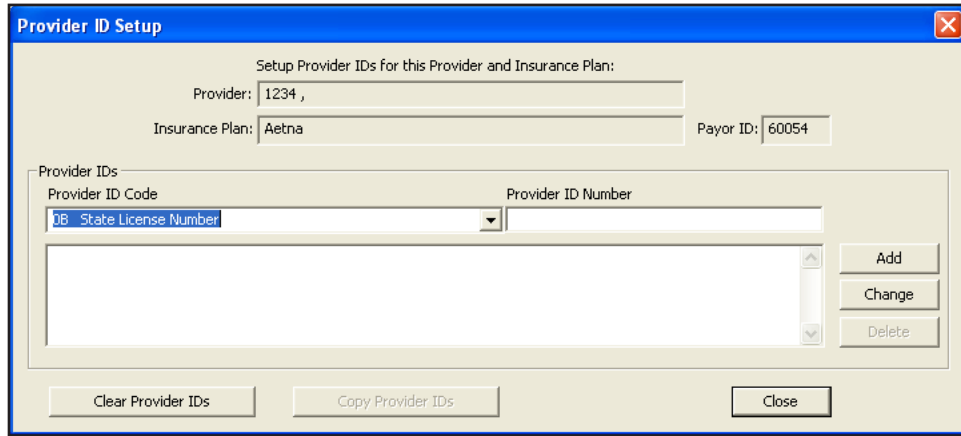 Provider ID Setup
Setup Provider IDs for this Provider and Insurance Plan:
Provider: 1234 ,
Insurance Plan: Aetna Payor ID: 60054
Provider IDs
Provider ID Code Provider ID Number
0B State License Number
Add
Change
Delete
Clear Provider IDs Copy Provider IDs Close